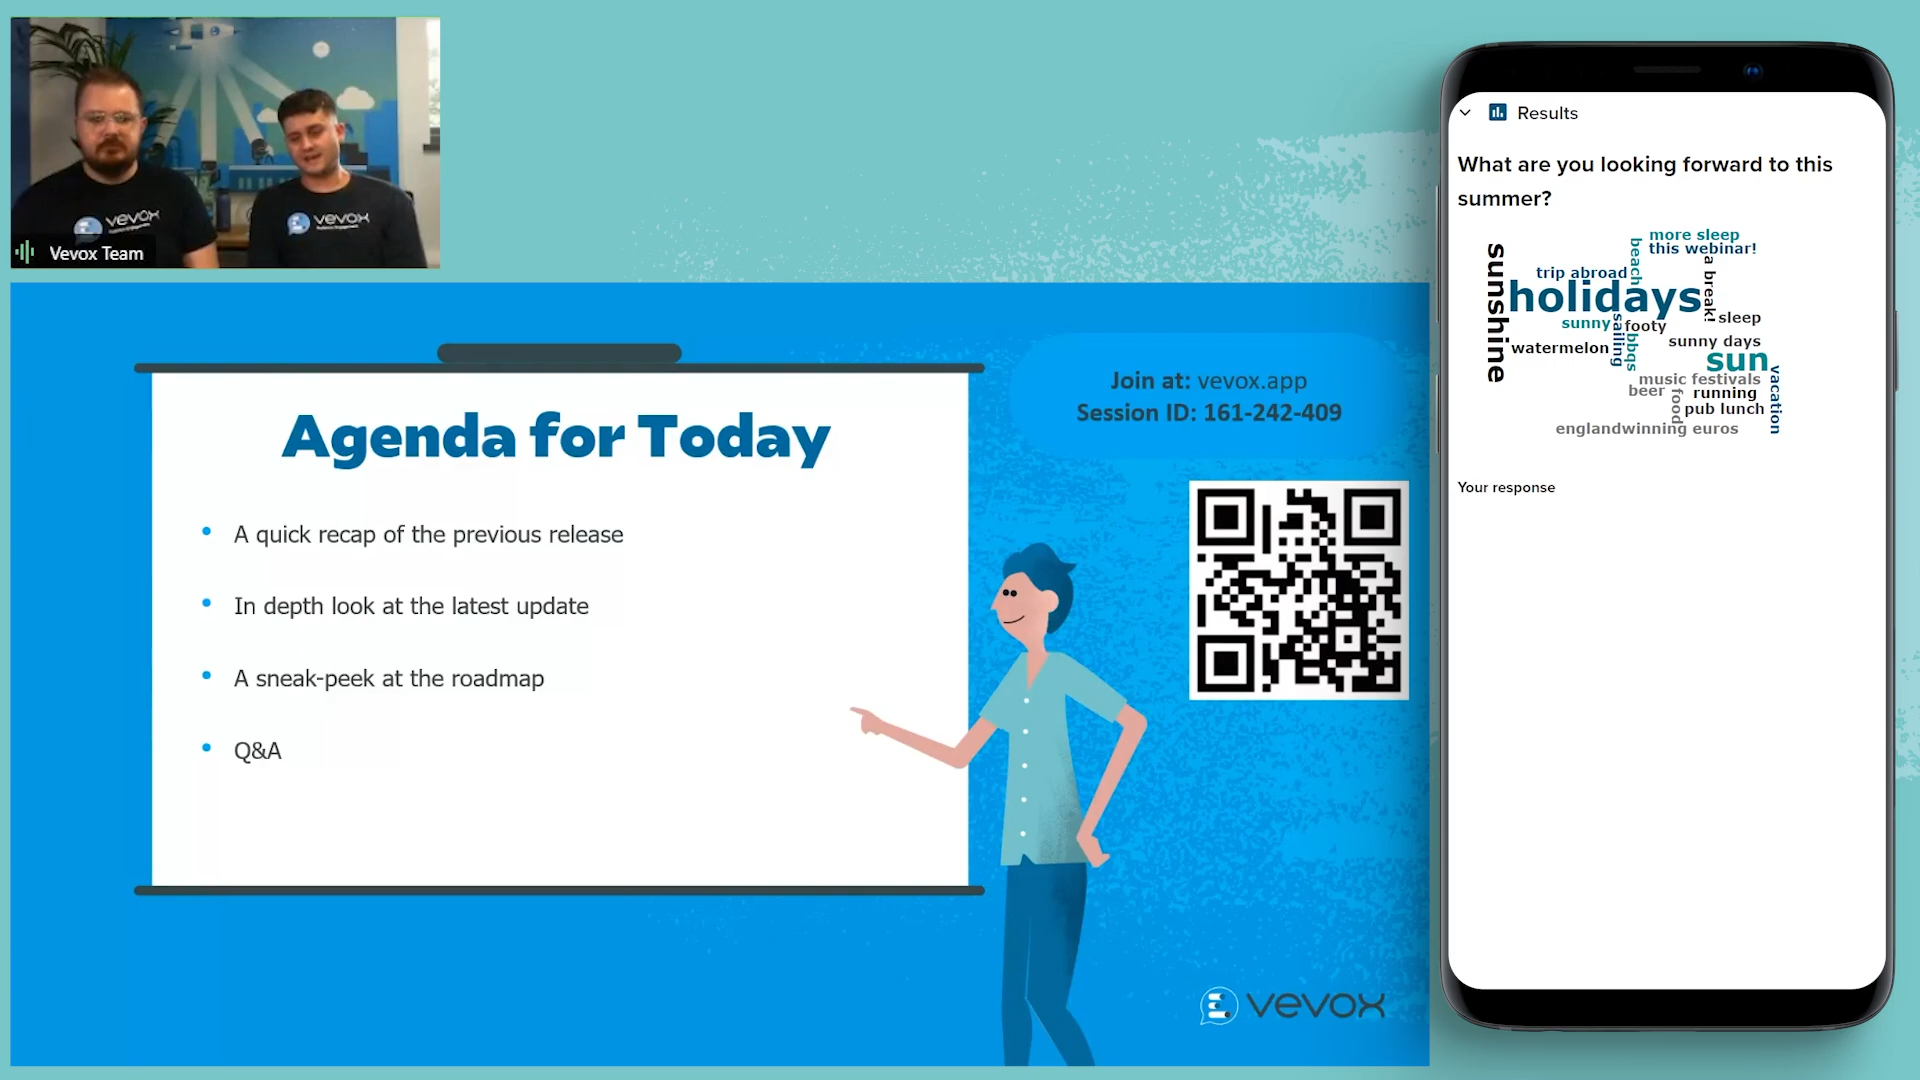 vevox
vevox
Vevox Team
Agenda for Today
A quick recap of the previous release
In depth look at the latest update
A sneak-peek at the roadmap
Q&A
Join at: vevox.app
Session ID: 161-242-409
vevox
Results
What are you looking forward to this
summer?
more sleep
this webinar!
beach
a break!
trip abroad
sunshine
holidays
sleep
sunny
sailing
footy
bbqs
sunny days
watermelon
sun
music festivals
vacation
beer
food
running
pub lunch
englandwinning euros
Your response